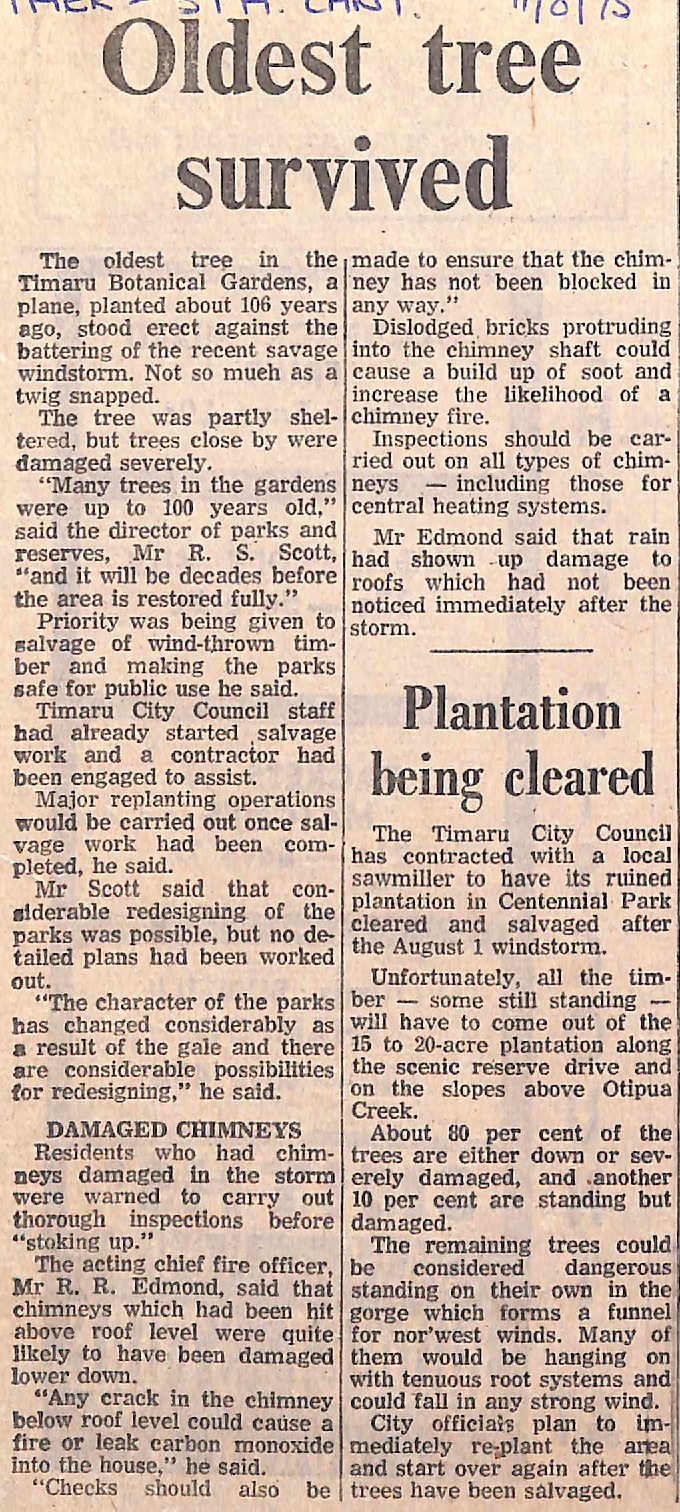 STH. CANT.
Oldest tree
survived
The oldest tree in the
Timaru Botanical Gardens, a
plane, planted about 106 years
ago, stood erect against the
battering of the recent savage
windstorm. Not so mueh as a
twig snapped.
The tree was partly shel-
tered, but trees close by were
damaged severely.
"Many trees in the gardens
were up to 100 years old,"
said the director of parks and
reserves, Mr R. S. Scott,
"and it will be decades before
the area is restored fully."
Priority was being given to
salvage of wind-thrown tim-
ber and making the parks
safe for public use he said.
Timaru City Council staff
had already started salvage
work and a contractor had
been engaged to assist.
Major replanting operations
would be carried out once sal-
vage work had been com-
pleted, he said.
Mr Scott said that con-
siderable redesigning of the
parks was possible, but no de-
tailed plans had been worked
out.
"The character of the parks
has changed considerably as
a result of the gale and there
are considerable possibilities
for redesigning," he said.
DAMAGED CHIMNEYS
Residents who had chim-
neys damaged in the storm
were warned to carry out
thorough inspections before
"stoking up."
The acting chief fire officer,
Mr R. R. Edmond, said that
chimneys which had been hit
above roof level were quite
likely to have been damaged
lower down.
"Any crack in the chimney
below roof level could cause a
fire or leak carbon monoxide
into the house," he said.
"Checks should also be
made to ensure that the chim-
ney has not been blocked in
any way."
Dislodged bricks protruding
into the chimney shaft could
cause a build up of soot and
increase the likelihood of a
chimney fire.
Inspections should be car-
ried out on all types of chim-
neys — including those for
central heating systems.
Mr Edmond said that rain
had shown up damage to
roofs which had not been
noticed immediately after the
storm.
Plantation
being cleared
The Timaru City Council
has contracted with a local
sawmiller to have its ruined
plantation in Centennial Park
cleared and salvaged after
the August 1 windstorm.
Unfortunately, all the tim-
ber — some still standing —
will have to come out of the
15 to 20-acre plantation along
the scenic reserve drive and
on the slopes above Otipua
Creek.
About 80 per cent of the
trees are either down or sev-
erely damaged, and another
10 per cent are standing but
damaged.
The remaining trees could
be considered dangerous
standing on their own in the
gorge which forms a funnel
for nor'west winds. Many of
them would be hanging on
with tenuous root systems and
could fall in any strong wind.
City officials plan to im-
mediately re-plant the area
and start over again after the
trees have been salvaged.